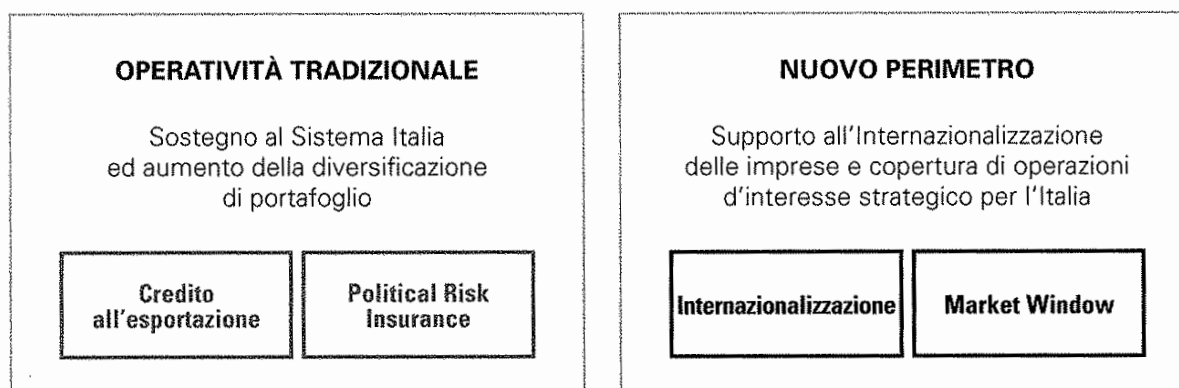 OPERATIVITÀ TRADIZIONALE
Sostegno al Sistema Italia
ed aumento della diversificazione
di portafoglio
Credito
all'esportazione
Political Risk
Insurance
NUOVO PERIMETRO
Supporto all'Internazionalizzazione
delle imprese e copertura di operazioni
d'interesse strategico per l'Italia
Internazionalizzazione
Market Window